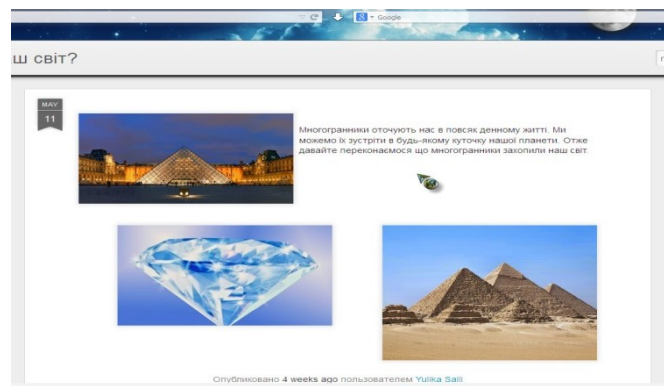 Google
ш світ?
MAY
11
Многогранники оточують нас в повсяк денному житті. Ми
можемо їх зустріти в будь-якому куточку нашої планети. Отже
давайте переконаємося що многогранники захопили наш світ
Опубликовано 4 weeks ago пользователем Yulika Salii